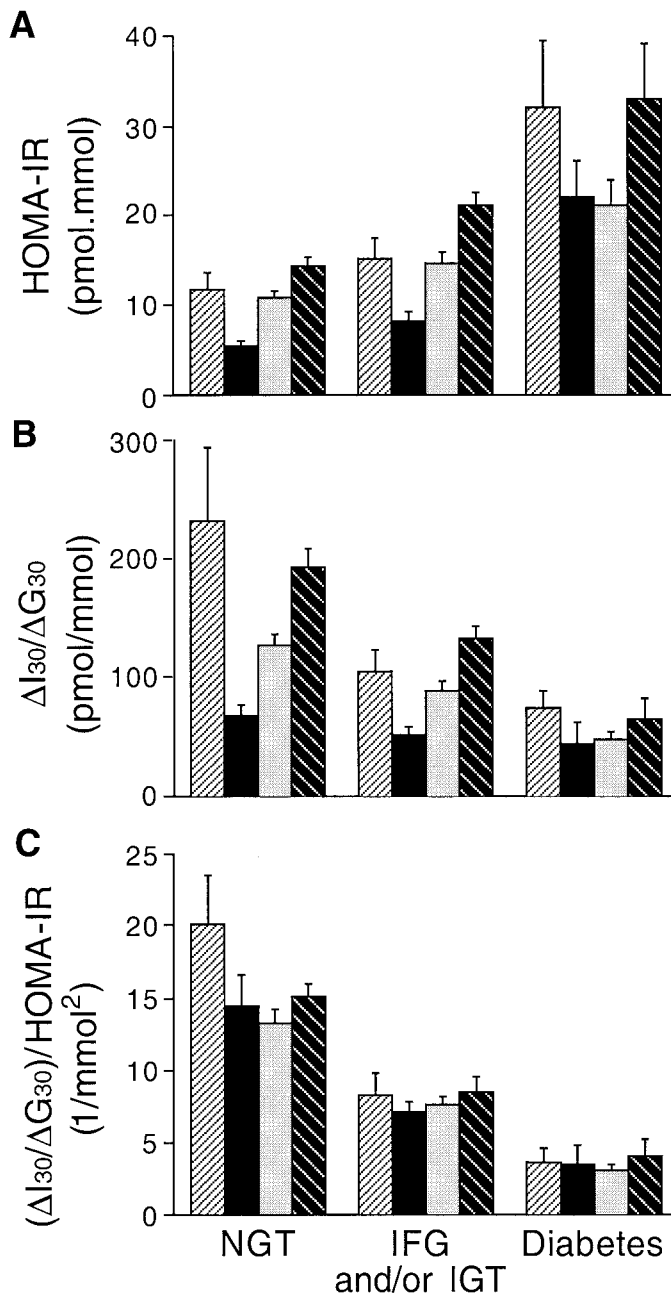 A
HOMA-IR
(pmol.mmol)
40
30
20
10
0
B
ΔI30/ΔG30
(pmol/mmol)
300
200
100
0
C
(ΔI30/ΔG30)/HOMA-IR
(1/mmol²)
25
20
15
10
5
0
NGT
IFG
and/or IGT
Diabetes